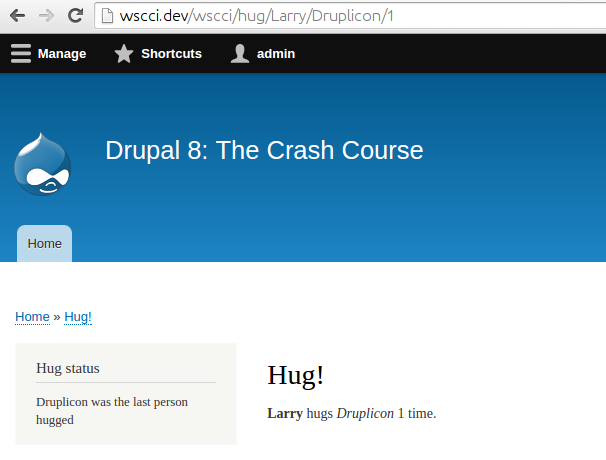 wscci.dev/wscci/hug/Larry/Druplicon/1
Manage Shortcuts admin
Drupal 8: The Crash Course
Home
Home » Hug!
Hug status
Druplicon was the last person
hugged
Hug!
Larry hugs Druplicon 1 time.